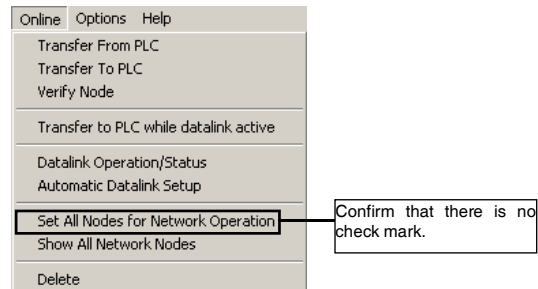 Online Options Help
Transfer From PLC
Transfer To PLC
Verify Node
Transfer to PLC while datalink active
Datalink Operation/Status
Automatic Datalink Setup
Set All Nodes for Network Operation
Show All Network Nodes
Delete
Confirm that there is no
check mark.